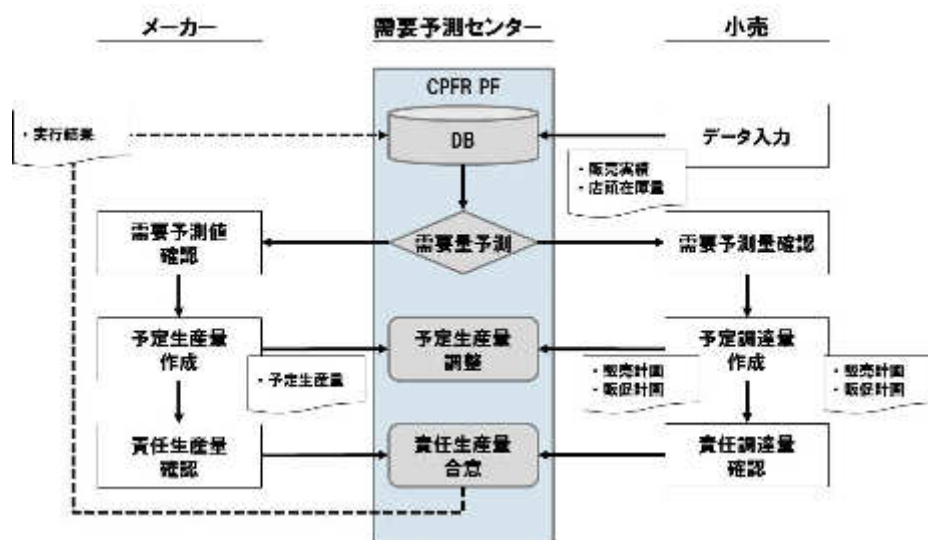 メーカー
需要予測センター
小売
CPFR PF
・実行結果
DB
データ入力
・販売実績
・店頭在庫量
需要予測値
確認
需要量予測
需要予測量確認
予定生産量
作成
・予定生産量
予定生産量
調整
予定調達量
作成
・販売計画
・販促計画
・販売計画
・販促計画
責任生産量
確認
責任生産量
合意
責任調達量
確認